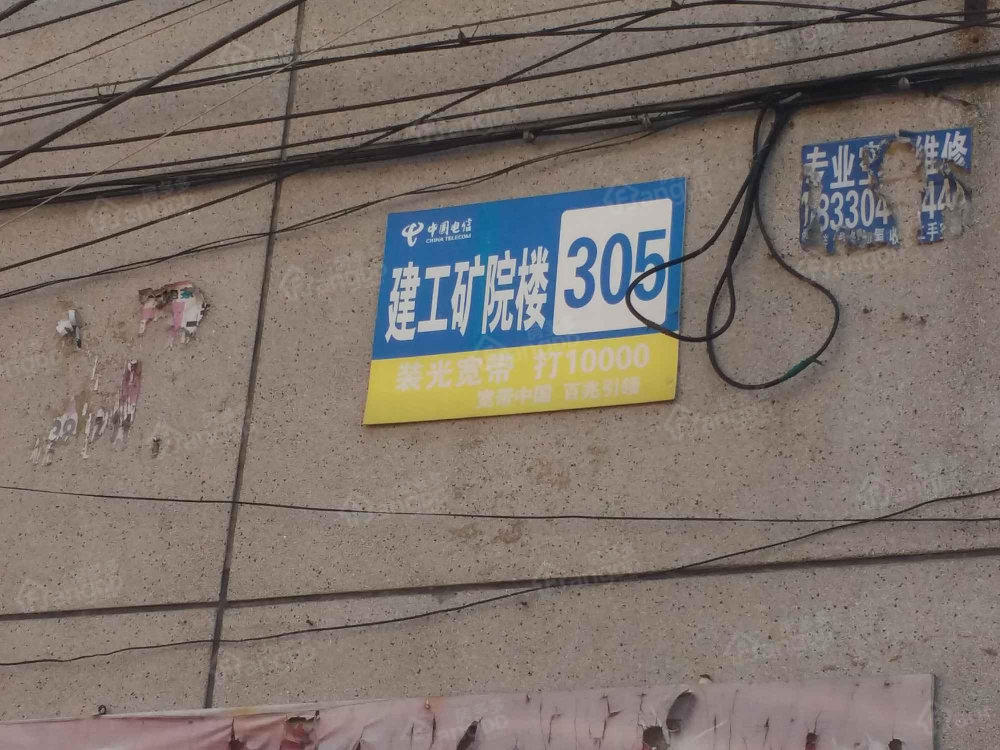 中国电信
CHINA TELECOM
建工矿院楼 305
装光宽带 打10000
宽带中国 百兆引领
专业 维修